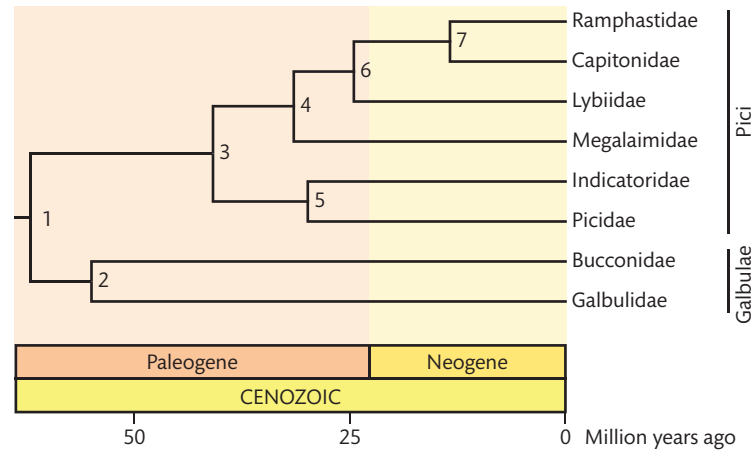 Ramphastidae
7
Capitonidae
6
Lybiidae
4
Megalaimidae
3
Indicatoridae
5
Picidae
1
Bucconidae
2
Galbulidae
Pici
Galbulae
Paleogene Neogene
CENOZOIC
50 25 0 Million years ago